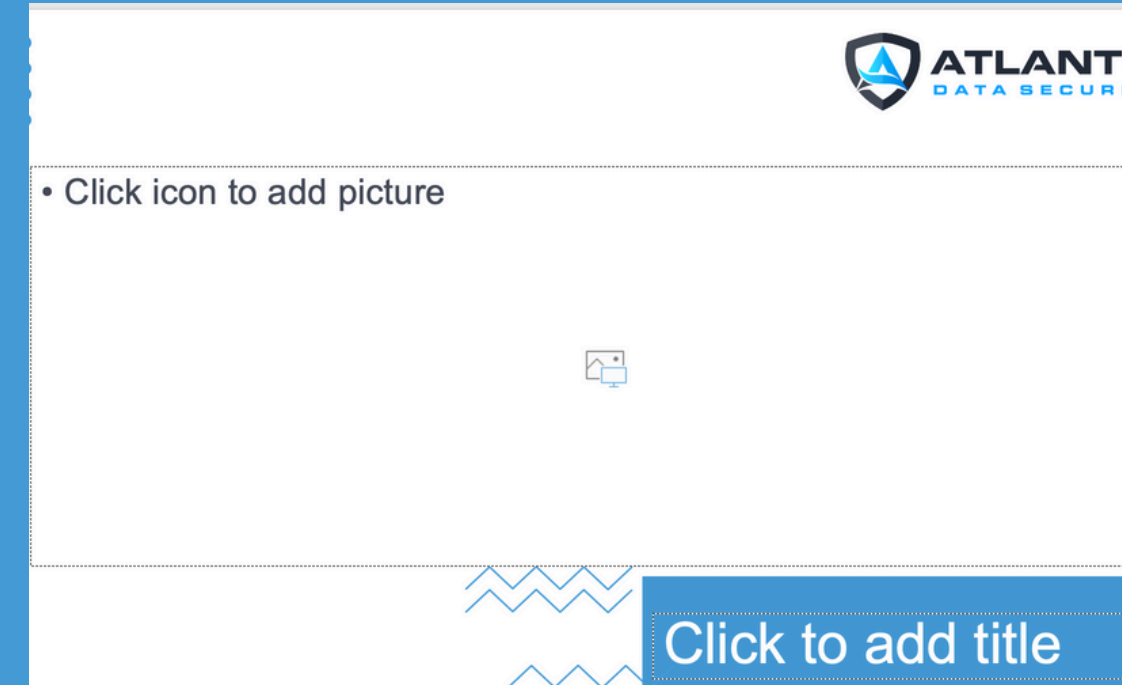 ATLANT
DATA SECUR
• Click icon to add picture
Click to add title